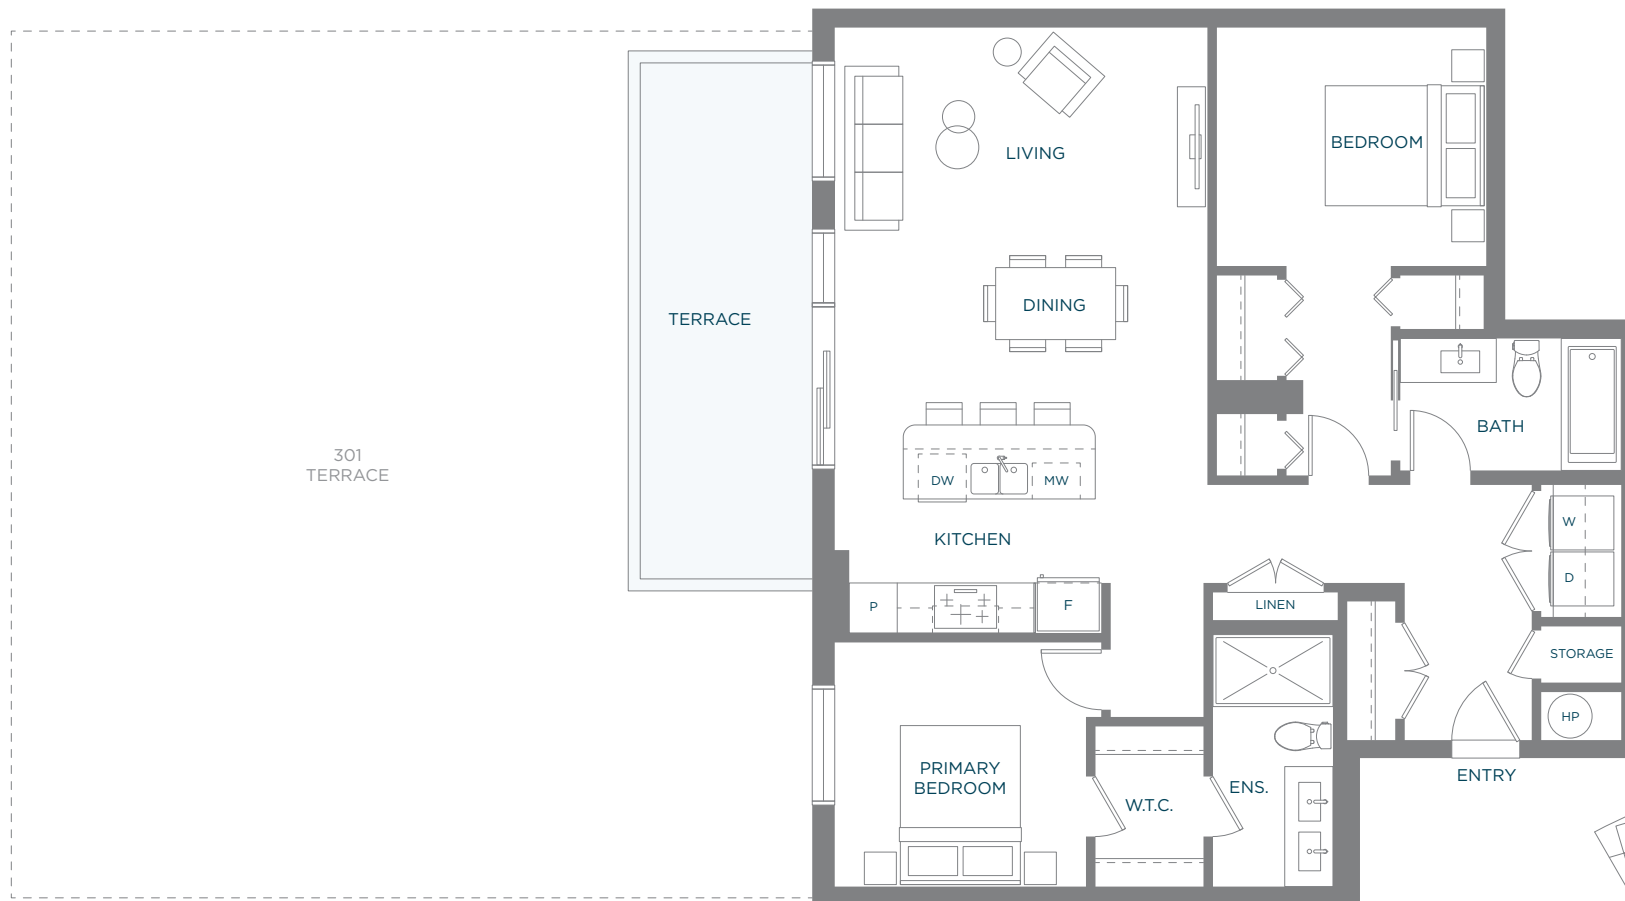 LIVING
BEDROOM
DINING
TERRACE
BATH
301
TERRACE
DW
MW
KITCHEN
W
D
P
F
LINEN
STORAGE
HP
PRIMARY
BEDROOM
W.T.C.
ENS.
ENTRY